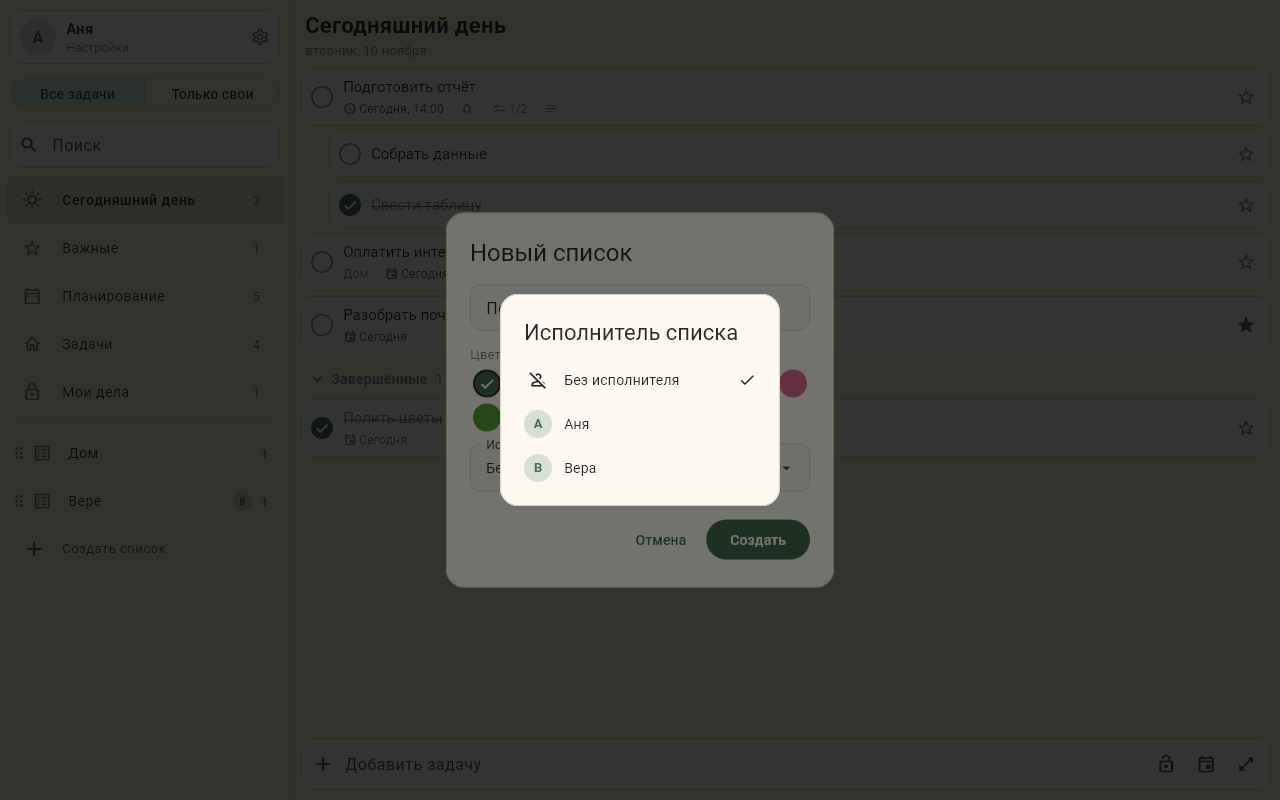 А
Аня
Настройки
Все задачи
Только свои
Поиск
Сегодняшний день 3
Важные 1
Планирование 5
Задачи 4
Мои дела 1
Дом 1
Вере В 1
Создать список
Сегодняшний день
вторник, 10 ноября
Подготовить отчёт
Сегодня, 14:00 · · 1/2 ·
Собрать данные
Свести таблицу
Оплатить инте
Дом · Сегодня
Разобрать поч
Сегодня
Завершённые 1
Полить цветы
Сегодня
Добавить задачу
Новый список
Цвет
Отмена
Создать
Исполнитель списка
Без исполнителя
А Аня
В Вера